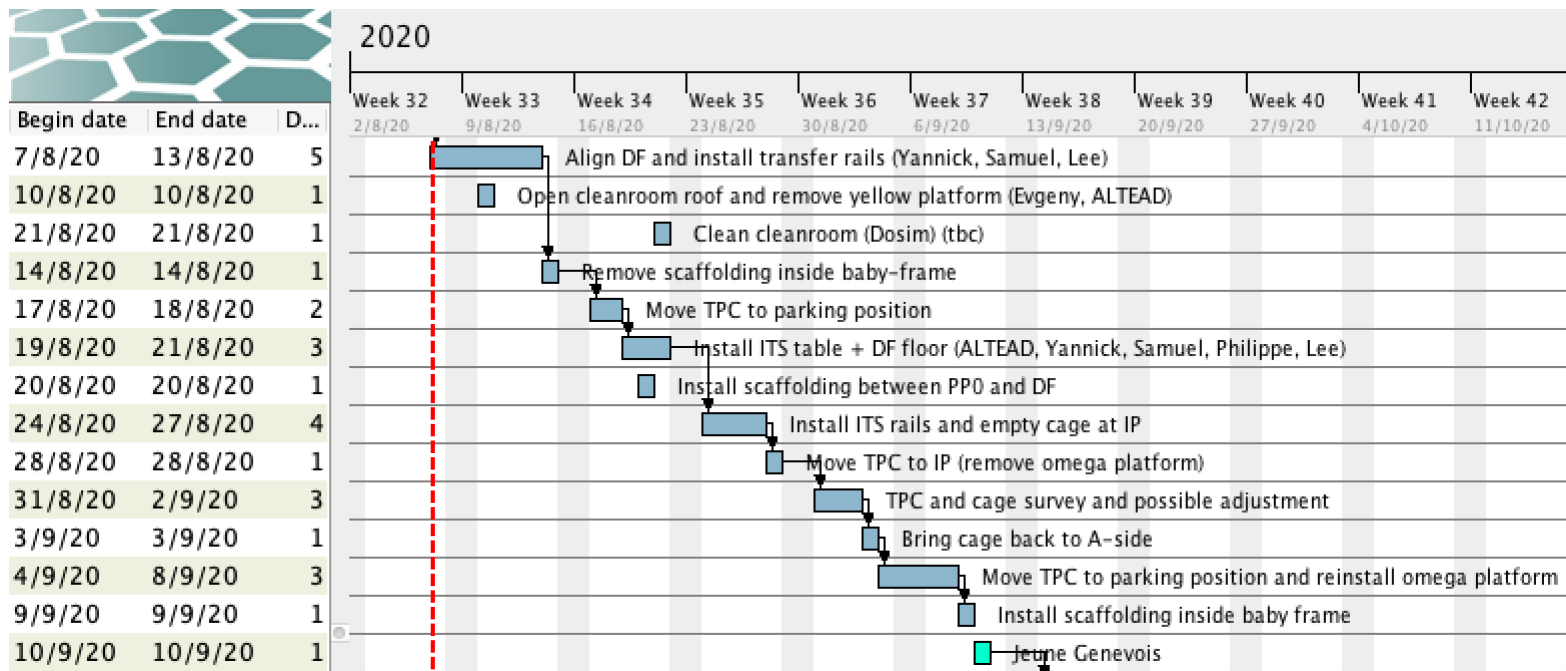 2020
Week 32 Week 33 Week 34 Week 35 Week 36 Week 37 Week 38 Week 39 Week 40 Week 41 Week 42
Begin date End date D... 2/8/20 9/8/20 16/8/20 23/8/20 30/8/20 6/9/20 13/9/20 20/9/20 27/9/20 4/10/20 11/10/20
7/8/20 13/8/20 5 Align DF and install transfer rails (Yannick, Samuel, Lee)
10/8/20 10/8/20 1 Open cleanroom roof and remove yellow platform (Evgeny, ALTEAD)
21/8/20 21/8/20 1 Clean cleanroom (Dosim) (tbc)
14/8/20 14/8/20 1 Remove scaffolding inside baby-frame
17/8/20 18/8/20 2 Move TPC to parking position
19/8/20 21/8/20 3 Install ITS table + DF floor (ALTEAD, Yannick, Samuel, Philippe, Lee)
20/8/20 20/8/20 1 Install scaffolding between PP0 and DF
24/8/20 27/8/20 4 Install ITS rails and empty cage at IP
28/8/20 28/8/20 1 Move TPC to IP (remove omega platform)
31/8/20 2/9/20 3 TPC and cage survey and possible adjustment
3/9/20 3/9/20 1 Bring cage back to A-side
4/9/20 8/9/20 3 Move TPC to parking position and reinstall omega platform
9/9/20 9/9/20 1 Install scaffolding inside baby frame
10/9/20 10/9/20 1 Jeune Genevois